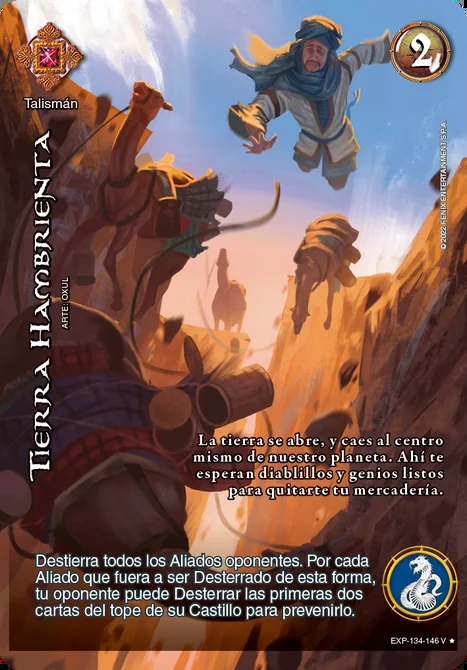 2
Talismán
© 2022 FENIX ENTERTAINMENT S.P.A.
Tierra Hambrienta
ARTE: OXUL
La tierra se abre, y caes al centro
mismo de nuestro planeta. Ahí te
esperan diablillos y genios listos
para quitarte tu mercadería.
Destierra todos los Aliados oponentes. Por cada
Aliado que fuera a ser Desterrado de esta forma,
tu oponente puede Desterrar las primeras dos
cartas del tope de su Castillo para prevenirlo.
EXP-134-146 V ★